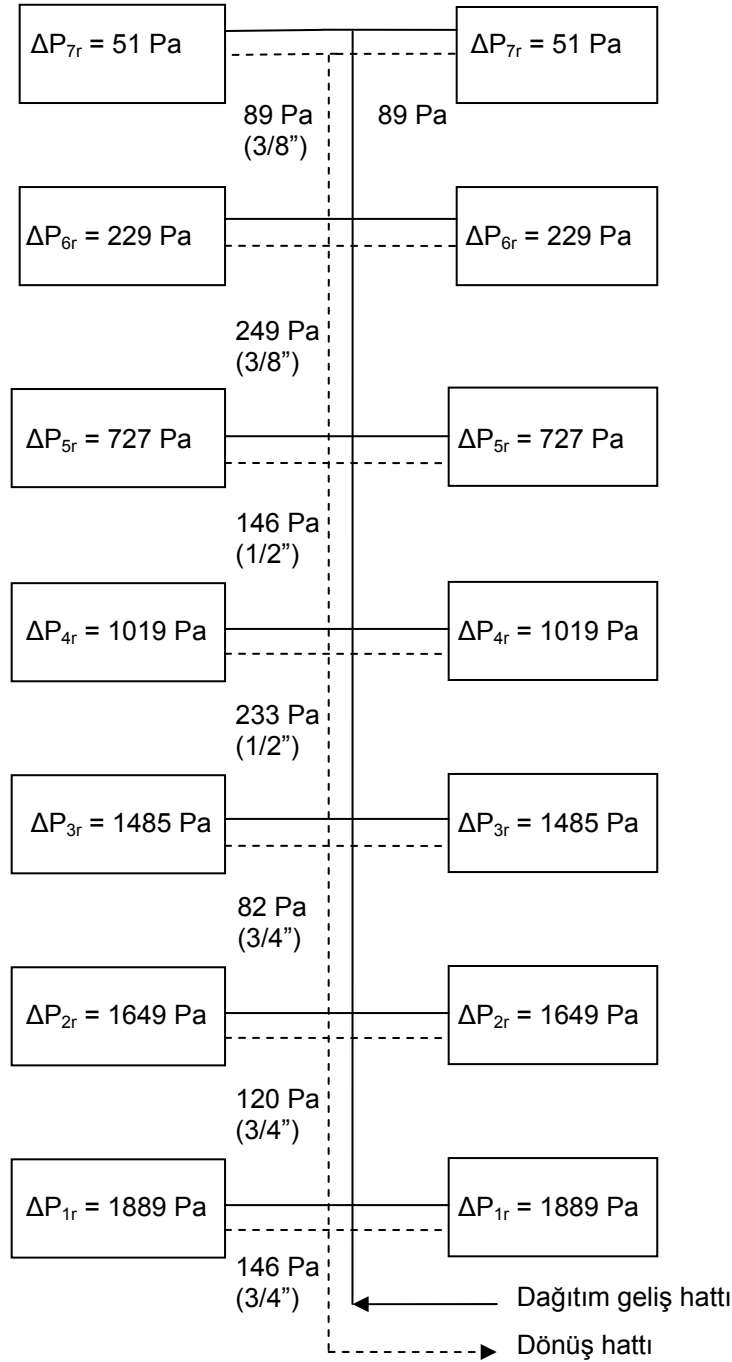 ΔP7r = 51 Pa
ΔP7r = 51 Pa
89 Pa
(3/8”)
89 Pa
ΔP6r = 229 Pa
ΔP6r = 229 Pa
249 Pa
(3/8”)
ΔP5r = 727 Pa
ΔP5r = 727 Pa
146 Pa
(1/2”)
ΔP4r = 1019 Pa
ΔP4r = 1019 Pa
233 Pa
(1/2”)
ΔP3r = 1485 Pa
ΔP3r = 1485 Pa
82 Pa
(3/4”)
ΔP2r = 1649 Pa
ΔP2r = 1649 Pa
120 Pa
(3/4”)
ΔP1r = 1889 Pa
ΔP1r = 1889 Pa
146 Pa
(3/4”)
Dağıtım geliş hattı
Dönüş hattı